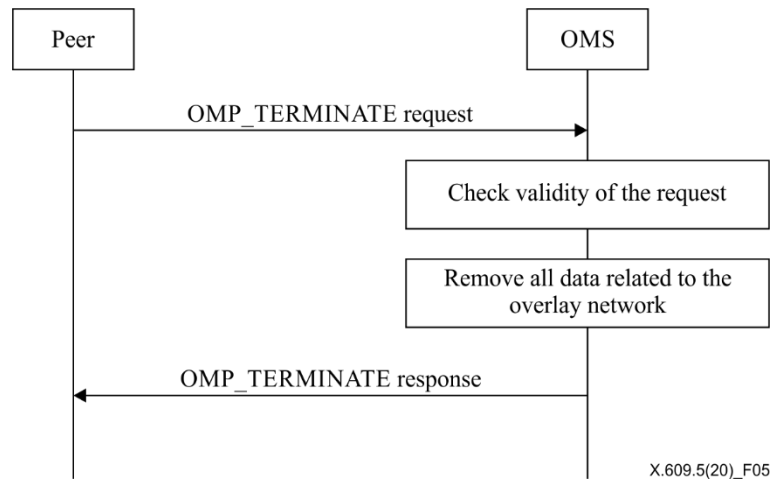 Peer
OMS
OMP_TERMINATE request
Check validity of the request
Remove all data related to the
overlay network
OMP_TERMINATE response
X.609.5(20)_F05